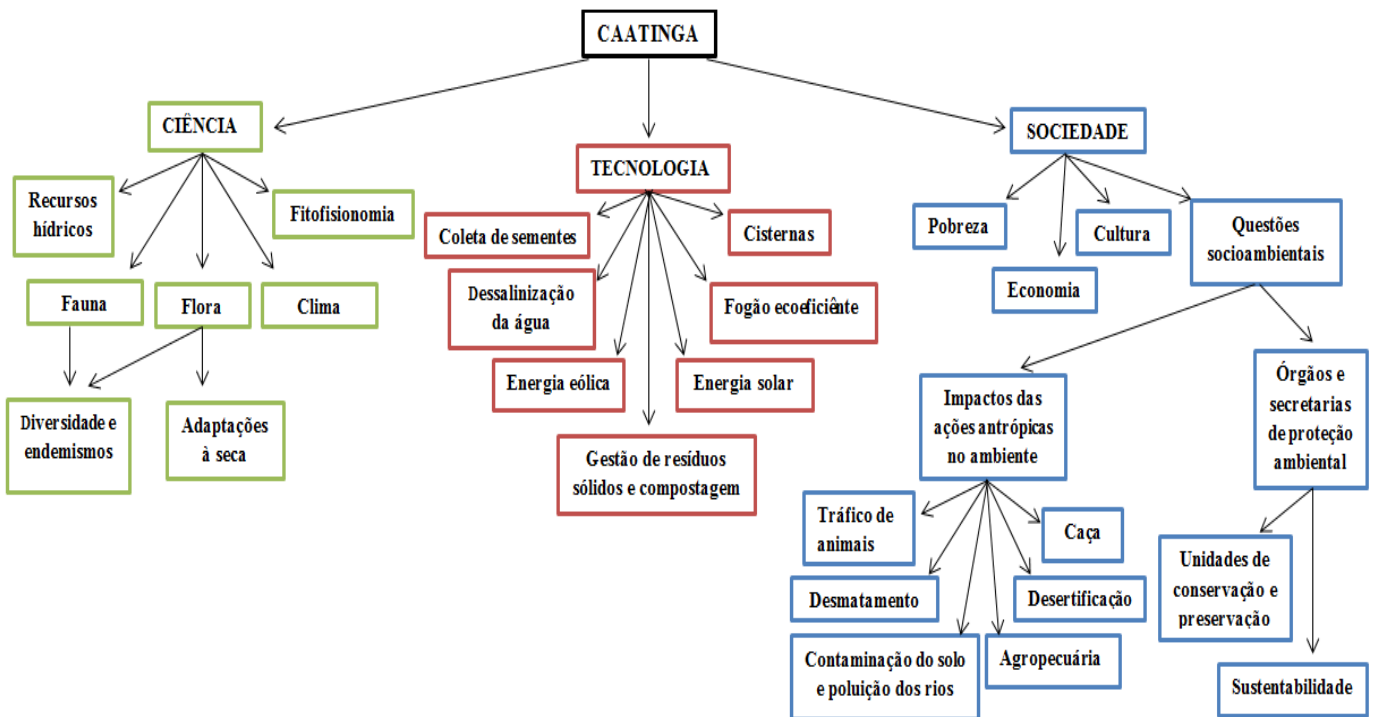 CAATINGA
CIÊNCIA
TECNOLOGIA
SOCIEDADE
Recursos
hídricos
Fitofisionomia
Fauna
Flora
Clima
Diversidade e
endemismos
Adaptações
à seca
Coleta de sementes
Cisternas
Dessalinização
da água
Fogão ecoeficiênte
Energia eólica
Energia solar
Gestão de resíduos
sólidos e compostagem
Pobreza
Cultura
Economia
Questões
socioambientais
Impactos das
ações antrópicas
no ambiente
Órgãos e
secretarias
de proteção
ambiental
Tráfico de
animais
Caça
Desmatamento
Desertificação
Contaminação do solo
e poluição dos rios
Agropecuária
Unidades de
conservação e
preservação
Sustentabilidade